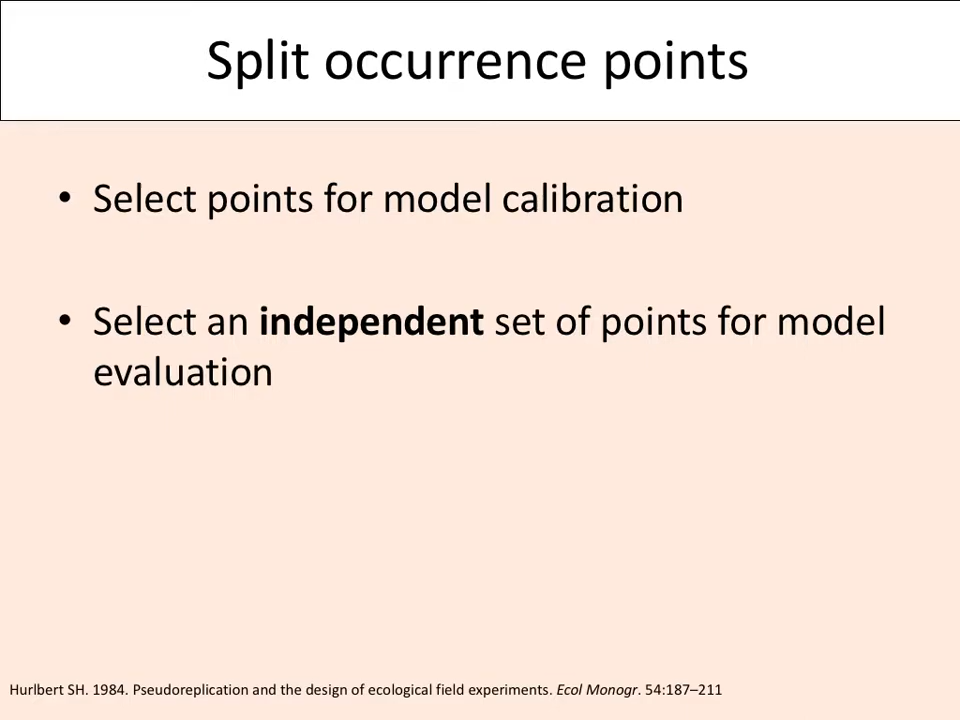 Split occurrence points
• Select points for model calibration
• Select an independent set of points for model
evaluation
Hurlbert SH. 1984. Pseudoreplication and the design of ecological field experiments. Ecol Monogr. 54:187–211